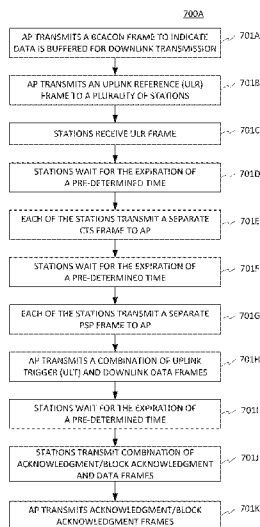 700A
AP TRANSMITS A BEACON FRAME TO INDICATE
DATA IS BUFFERED FOR DOWNLINK TRANSMISSION
701A
AP TRANSMITS AN UPLINK REFERENCE (ULR)
FRAME TO A PLURALITY OF STATIONS
701B
STATIONS RECEIVE ULR FRAME
701C
STATIONS WAIT FOR THE EXPIRATION OF
A PRE-DETERMINED TIME
701D
EACH OF THE STATIONS TRANSMIT A SEPARATE
CTS FRAME TO AP
701E
STATIONS WAIT FOR THE EXPIRATION OF
A PRE-DETERMINED TIME
701F
EACH OF THE STATIONS TRANSMIT A SEPARATE
PSP FRAME TO AP
701G
AP TRANSMITS A COMBINATION OF UPLINK
TRIGGER (ULT) AND DOWNLINK DATA FRAMES
701H
STATIONS WAIT FOR THE EXPIRATION OF
A PRE-DETERMINED TIME
701I
STATIONS TRANSMIT COMBINATION OF
ACKNOWLEDGMENT/BLOCK ACKNOWLEDGMENT
AND DATA FRAMES
701J
AP TRANSMITS ACKNOWLEDGMENT/BLOCK
ACKNOWLEDGMENT FRAMES
701K